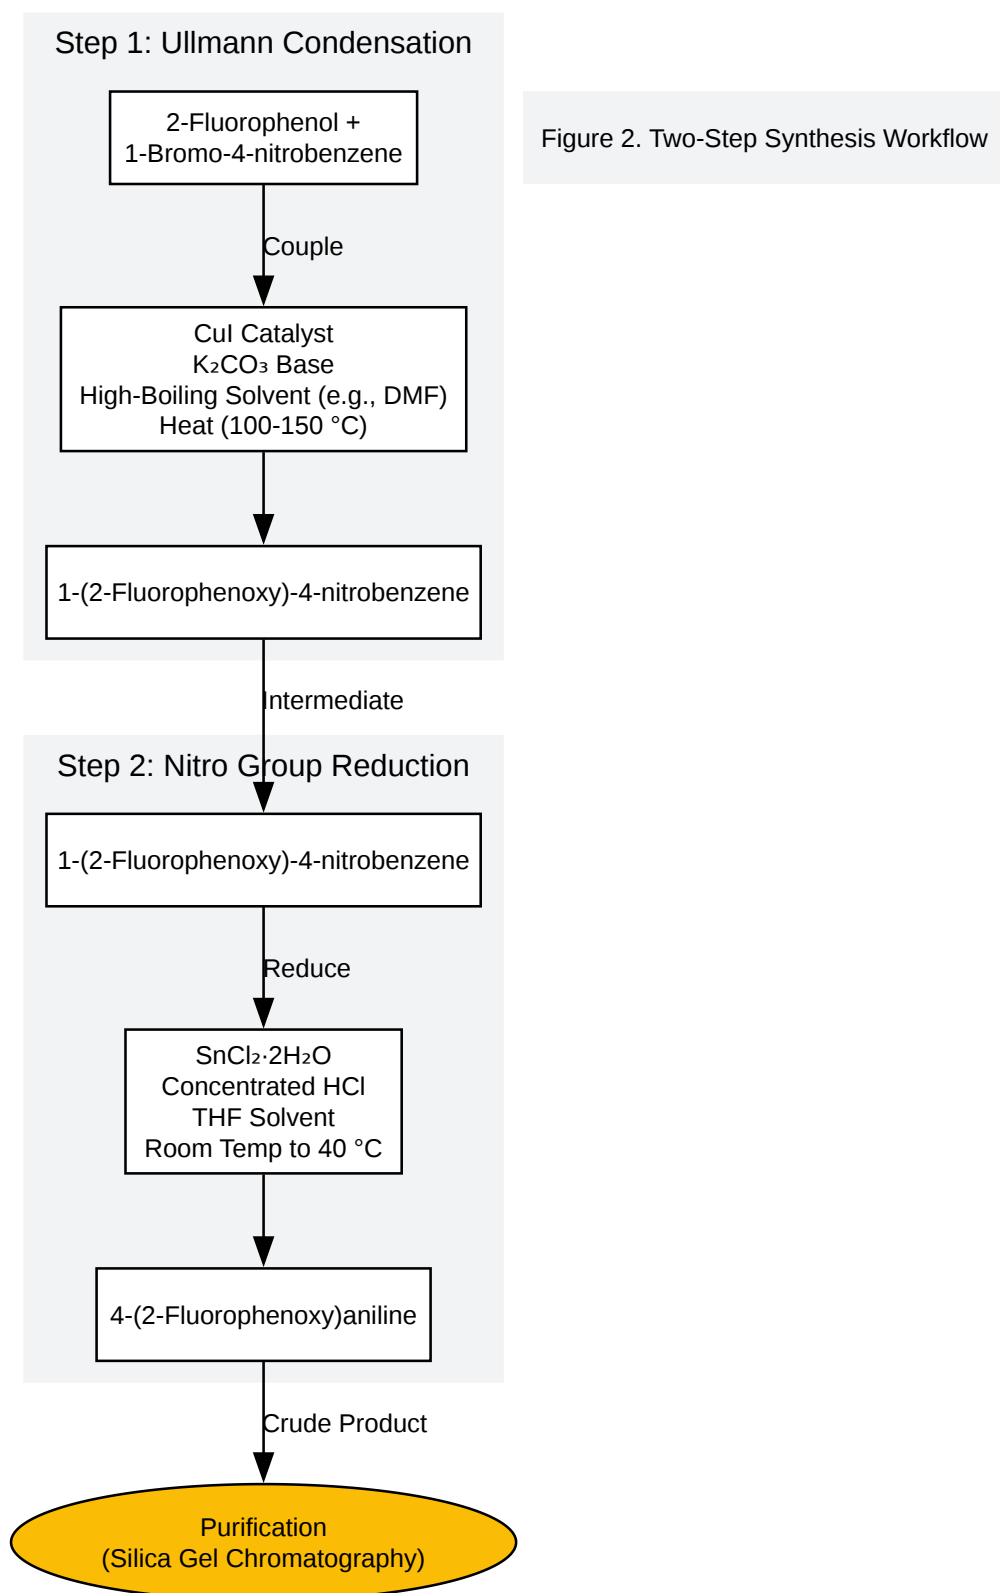 Step 1: Ullmann Condensation
2-Fluorophenol +
1-Bromo-4-nitrobenzene
Figure 2. Two-Step Synthesis Workflow
Couple
CuI Catalyst
K₂CO₃ Base
High-Boiling Solvent (e.g., DMF)
Heat (100-150 °C)
1-(2-Fluorophenoxy)-4-nitrobenzene
Intermediate
Step 2: Nitro Group Reduction
1-(2-Fluorophenoxy)-4-nitrobenzene
Reduce
SnCl₂·2H₂O
Concentrated HCl
THF Solvent
Room Temp to 40 °C
4-(2-Fluorophenoxy)aniline
Crude Product
Purification
(Silica Gel Chromatography)